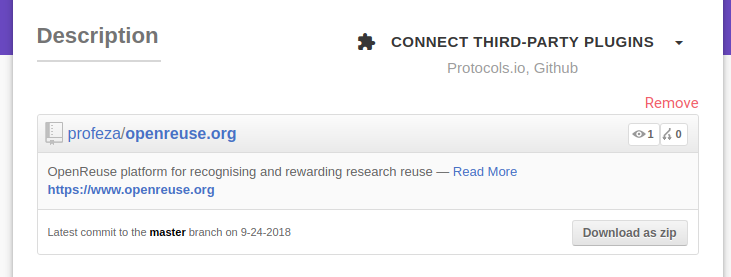 Description
CONNECT THIRD-PARTY PLUGINS
Protocols.io, Github
Remove
profeza/openreuse.org
1
0
OpenReuse platform for recognising and rewarding research reuse — Read More
https://www.openreuse.org
Latest commit to the master branch on 9-24-2018
Download as zip